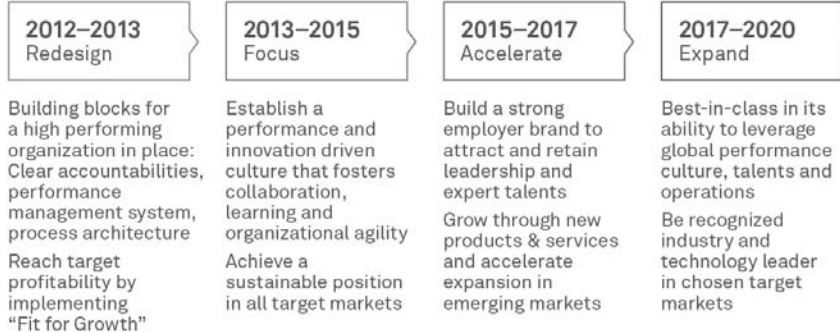 2012–2013
Redesign
Building blocks for
a high performing
organization in place:
Clear accountabilities,
performance
management system,
process architecture
Reach target
profitability by
implementing
“Fit for Growth”
2013–2015
Focus
Establish a
performance and
innovation driven
culture that fosters
collaboration,
learning and
organizational agility
Achieve a
sustainable position
in all target markets
2015–2017
Accelerate
Build a strong
employer brand to
attract and retain
leadership and
expert talents
Grow through new
products & services
and accelerate
expansion in
emerging markets
2017–2020
Expand
Best-in-class in its
ability to leverage
global performance
culture, talents and
operations
Be recognized
industry and
technology leader
in chosen target
markets